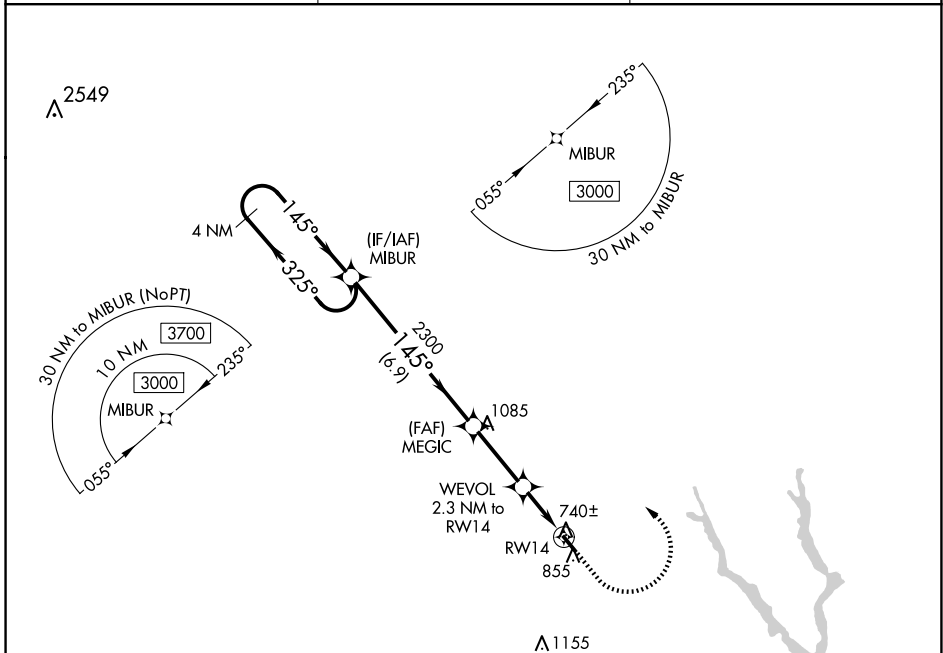 2549
235°
MIBUR
3000
055°
30 NM to MIBUR
4 NM
145°
325°
(IF/IAF)
MIBUR
30 NM to MIBUR (NoPT)
3700
10 NM
3000
235°
MIBUR
055°
2300
145°
(6.9)
1085
(FAF)
MEGIC
WEVOL
2.3 NM to
RW14
740±
RW14
855
1155